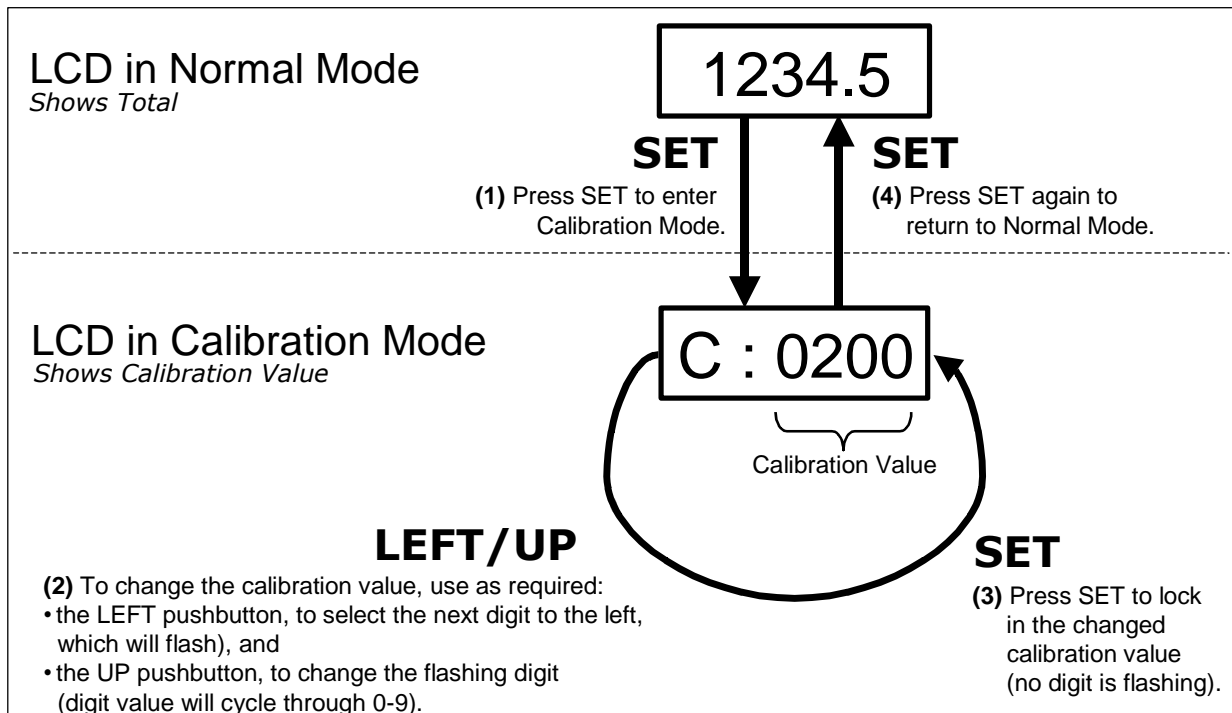 LCD in Normal Mode
Shows Total
1234.5
SET
(1) Press SET to enter
Calibration Mode.
SET
(4) Press SET again to
return to Normal Mode.
LCD in Calibration Mode
Shows Calibration Value
C : 0200
Calibration Value
LEFT/UP
(2) To change the calibration value, use as required:
• the LEFT pushbutton, to select the next digit to the left,
which will flash), and
• the UP pushbutton, to change the flashing digit
(digit value will cycle through 0-9).
SET
(3) Press SET to lock
in the changed
calibration value
(no digit is flashing).